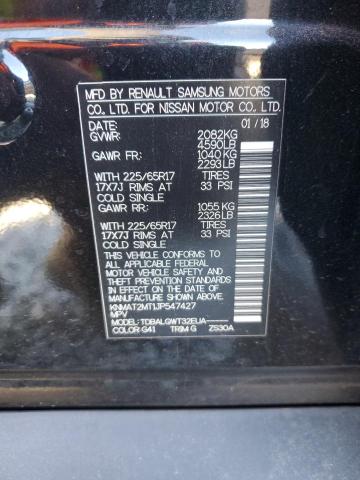 MFD BY RENAULT SAMSUNG MOTORS
CO., LTD. FOR NISSAN MOTOR CO., LTD.
DATE: 01 / 18
GVWR: 2082KG
4590LB
GAWR FR: 1040 KG
2293LB
WITH 225/65R17 TIRES
17X7J RIMS AT 33 PSI
COLD SINGLE
GAWR RR: 1055 KG
2326LB
WITH 225/65R17 TIRES
17X7J RIMS AT 33 PSI
COLD SINGLE
THIS VEHICLE CONFORMS TO
ALL APPLICABLE FEDERAL
MOTOR VEHICLE SAFETY AND
THEFT PREVENTION STANDARDS
IN EFFECT ON THE DATE OF
MANUFACTURE SHOWN ABOVE.
KNMAT2MT1JP547427
MPV
MODEL: TDBALGWT32EUA-----
COLOR G41 TRIM G ZS30A